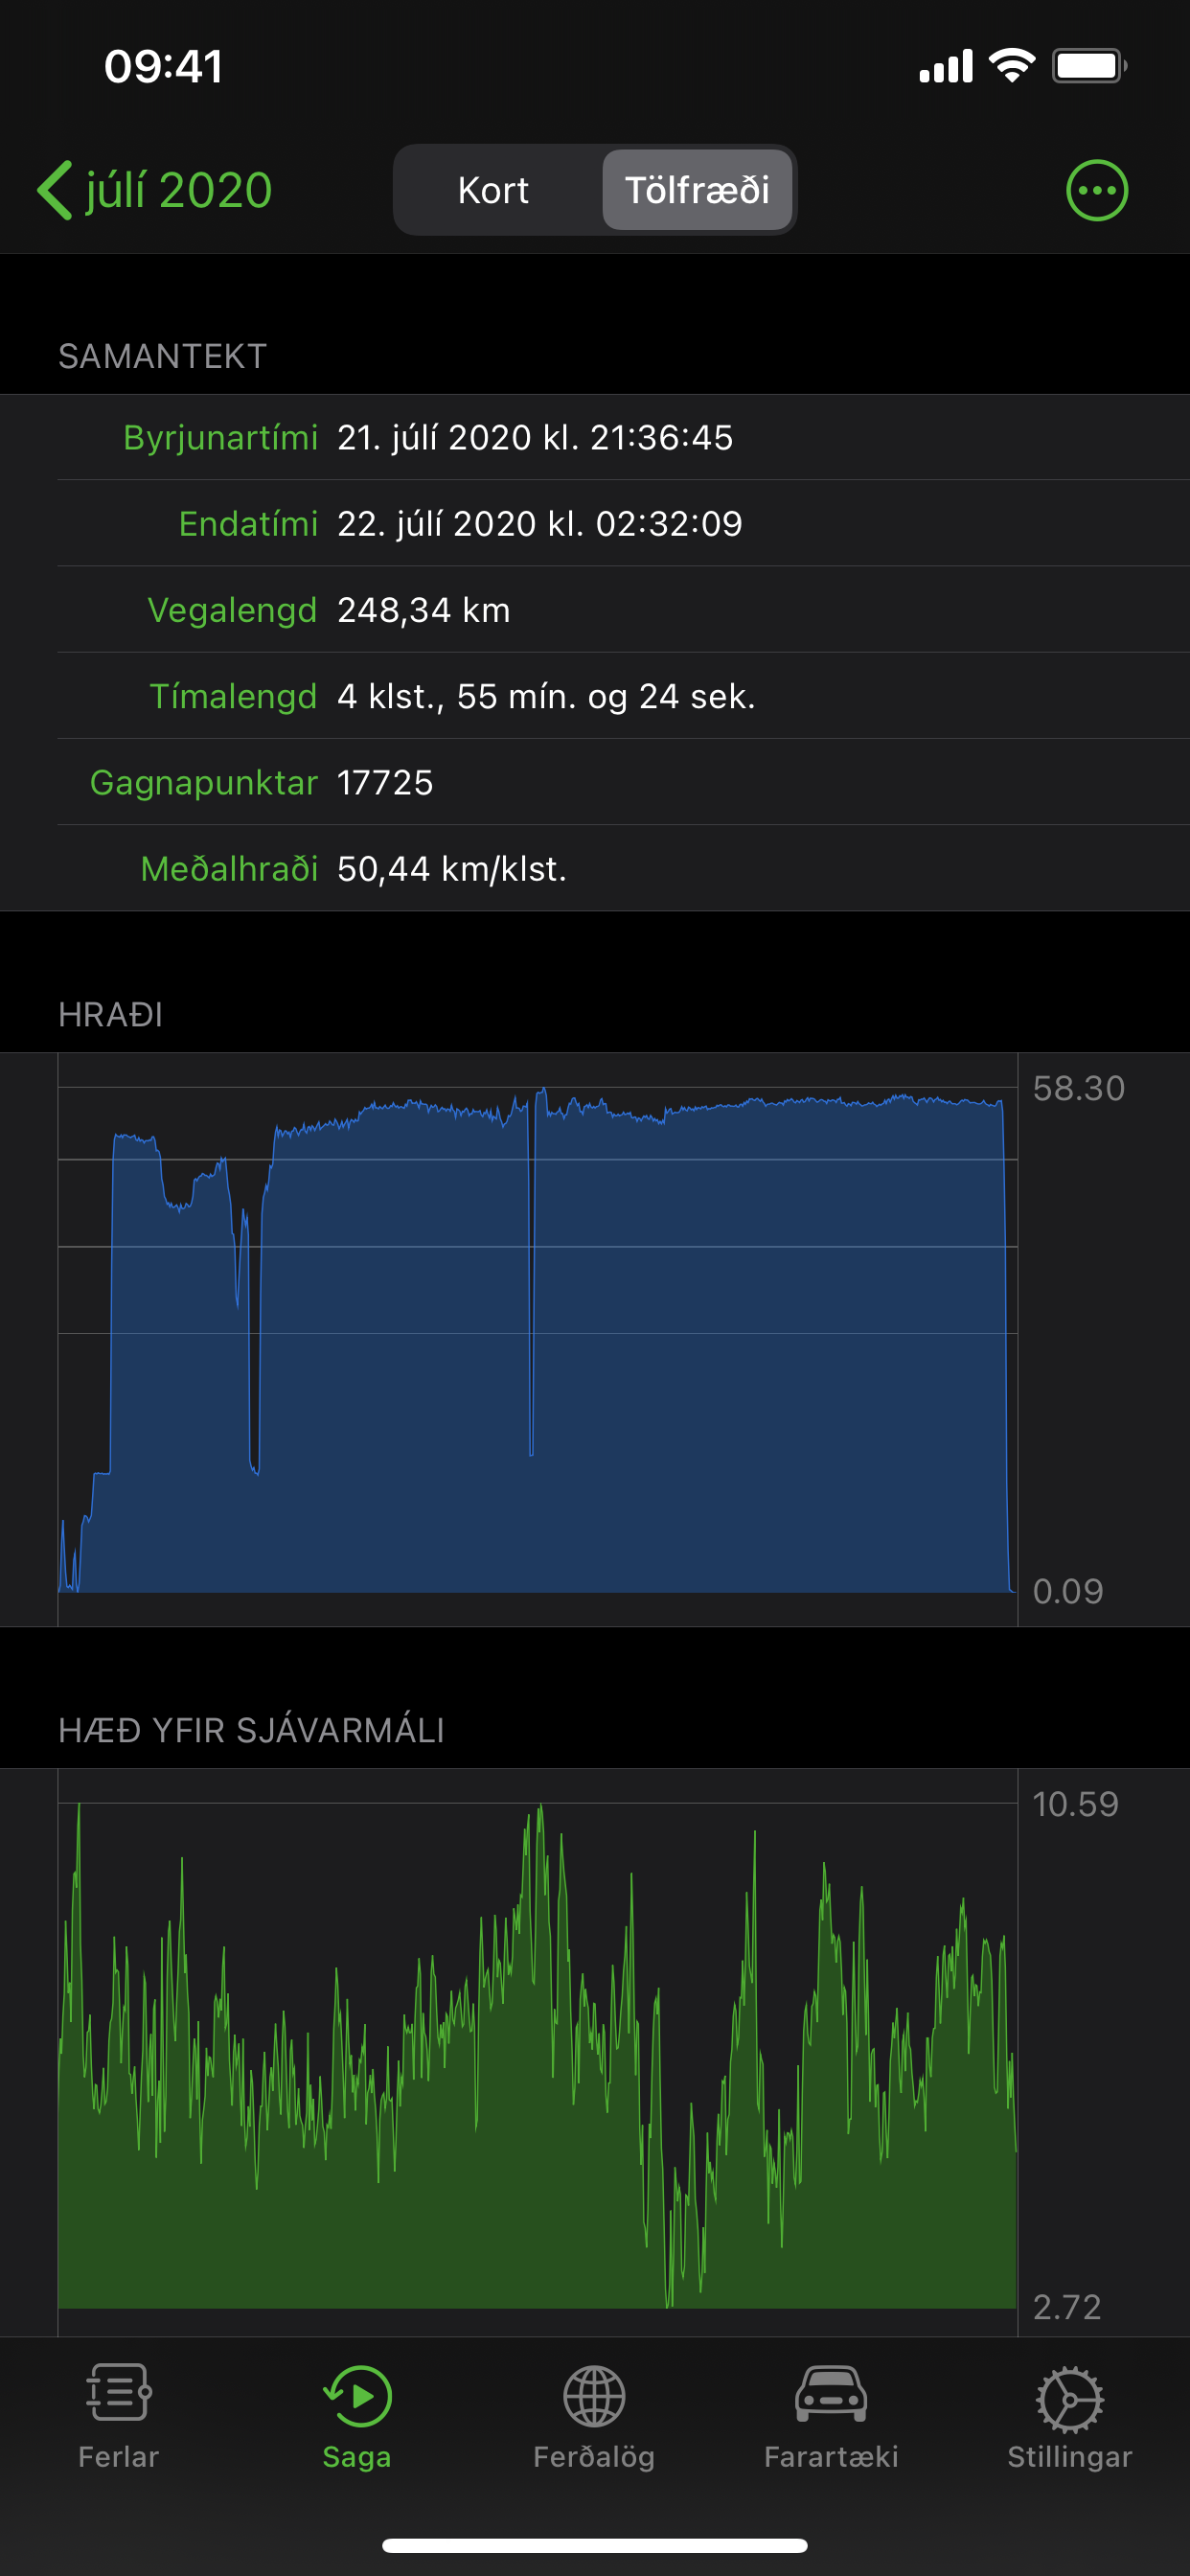 09:41
júlí 2020
Kort
Tölfræði
SAMANTEKT
Byrjunartími 21. júlí 2020 kl. 21:36:45
Endatími 22. júlí 2020 kl. 02:32:09
Vegalengd 248,34 km
Tímalengd 4 klst., 55 mín. og 24 sek.
Gagnapunktar 17725
Meðalhraði 50,44 km/klst.
HRAÐI
58.30
0.09
HÆÐ YFIR SJÁVARMÁLI
10.59
2.72
Ferlar
Saga
Ferðalög
Farartæki
Stillingar